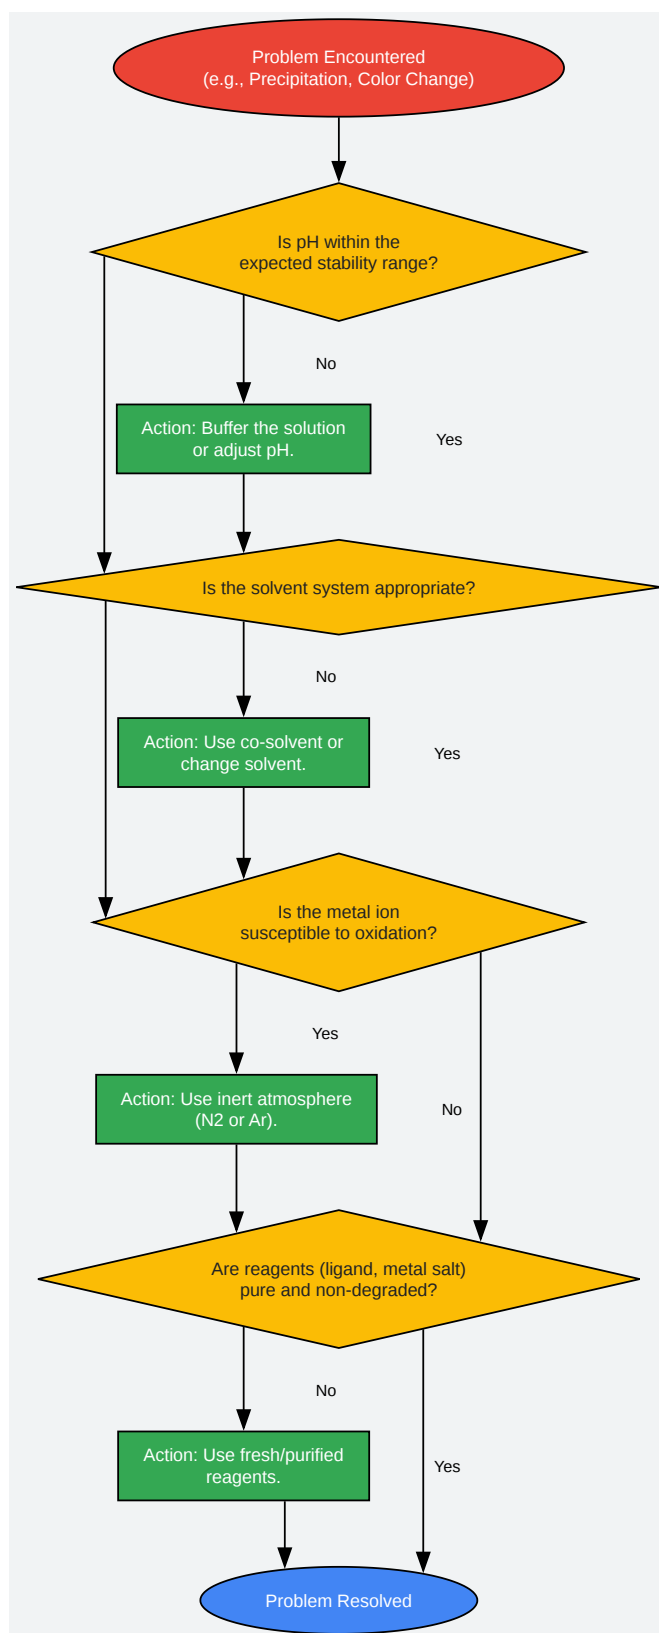 Problem Encountered
(e.g., Precipitation, Color Change)
Is pH within the
expected stability range?
No
Action: Buffer the solution
or adjust pH.
Yes
Is the solvent system appropriate?
No
Action: Use co-solvent or
change solvent.
Yes
Is the metal ion
susceptible to oxidation?
Yes
Action: Use inert atmosphere
(N2 or Ar).
No
Are reagents (ligand, metal salt)
pure and non-degraded?
No
Action: Use fresh/purified
reagents.
Yes
Problem Resolved